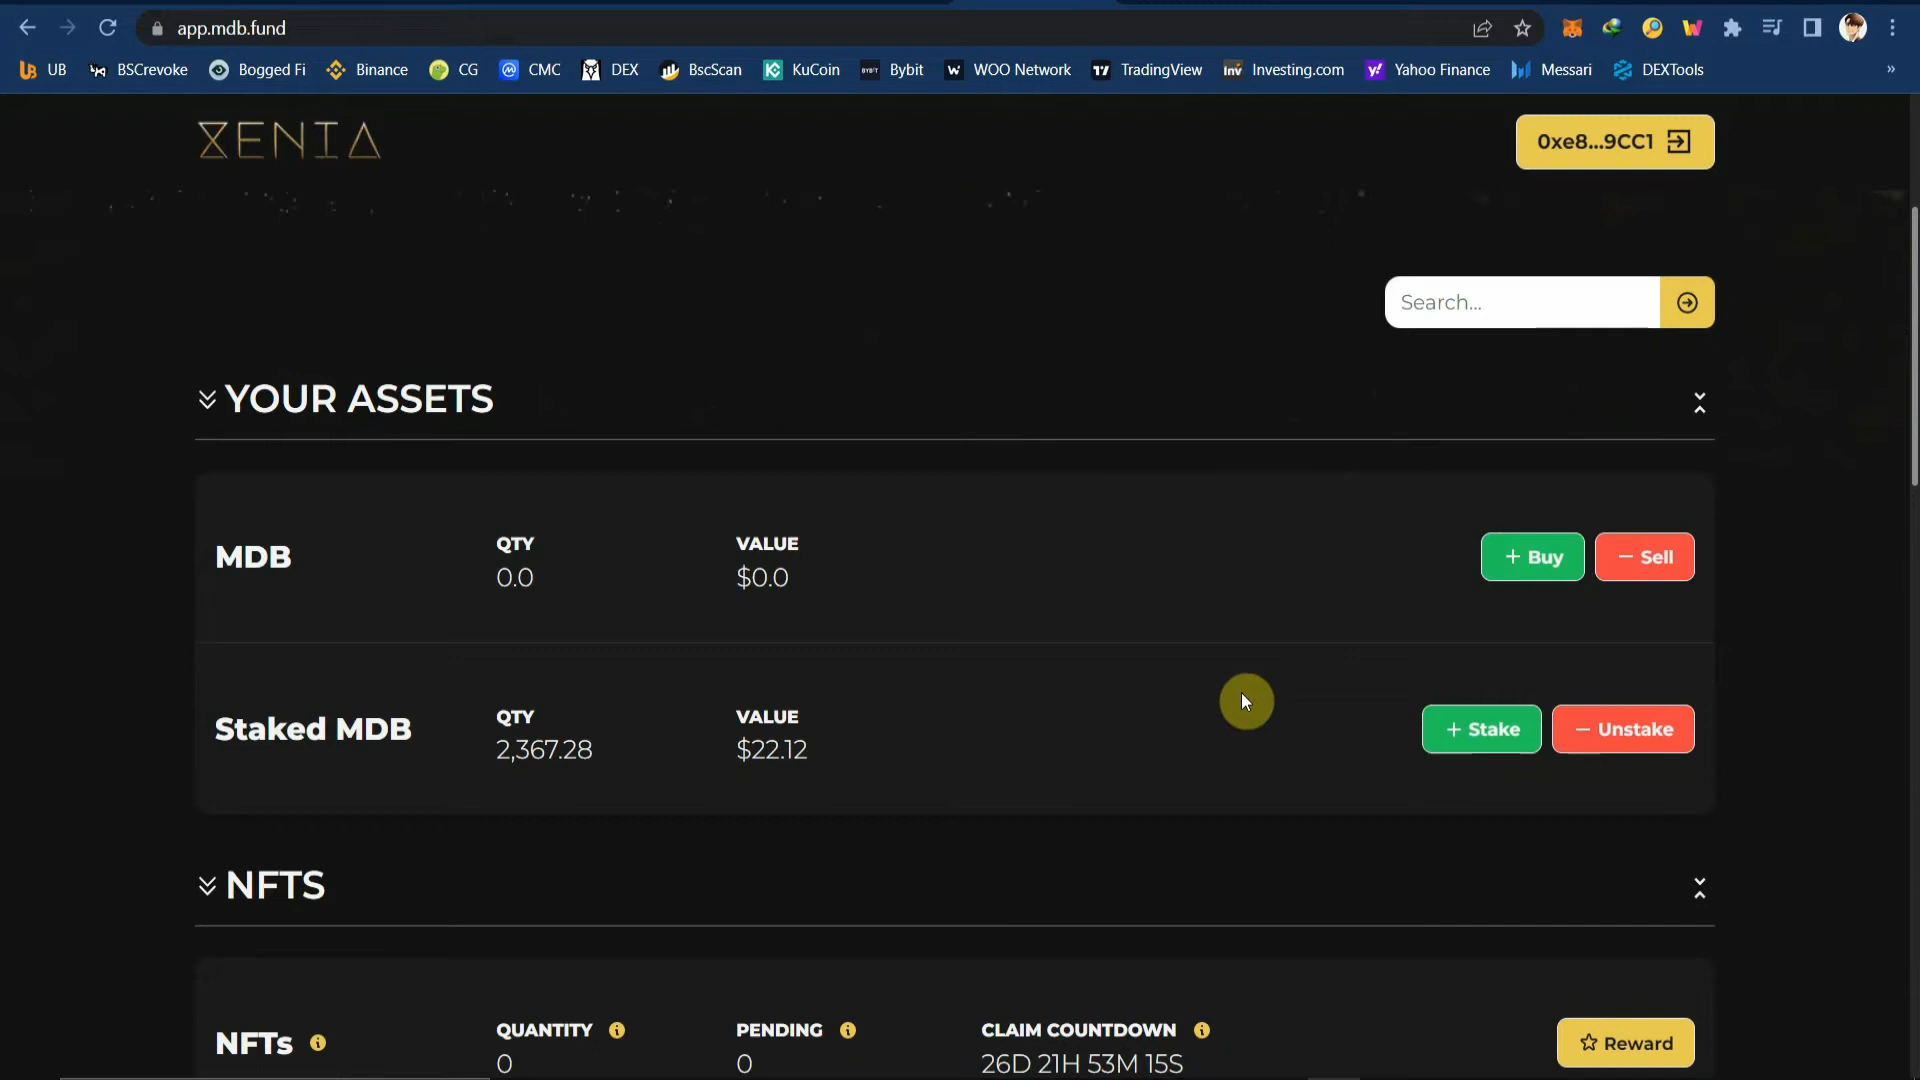 app.mdb.fund
UB BSCrevoke Bogged Fi Binance CG CMC DEX BscScan KuCoin Bybit WOO Network TradingView Investing.com Yahoo Finance Messari DEXTools »
XENIA
0xe8...9CC1
Search...
YOUR ASSETS
MDB
QTY
0.0
VALUE
$0.0
+ Buy
− Sell
Staked MDB
QTY
2,367.28
VALUE
$22.12
+ Stake
− Unstake
NFTS
NFTs
QUANTITY
0
PENDING
0
CLAIM COUNTDOWN
26D 21H 53M 15S
Reward